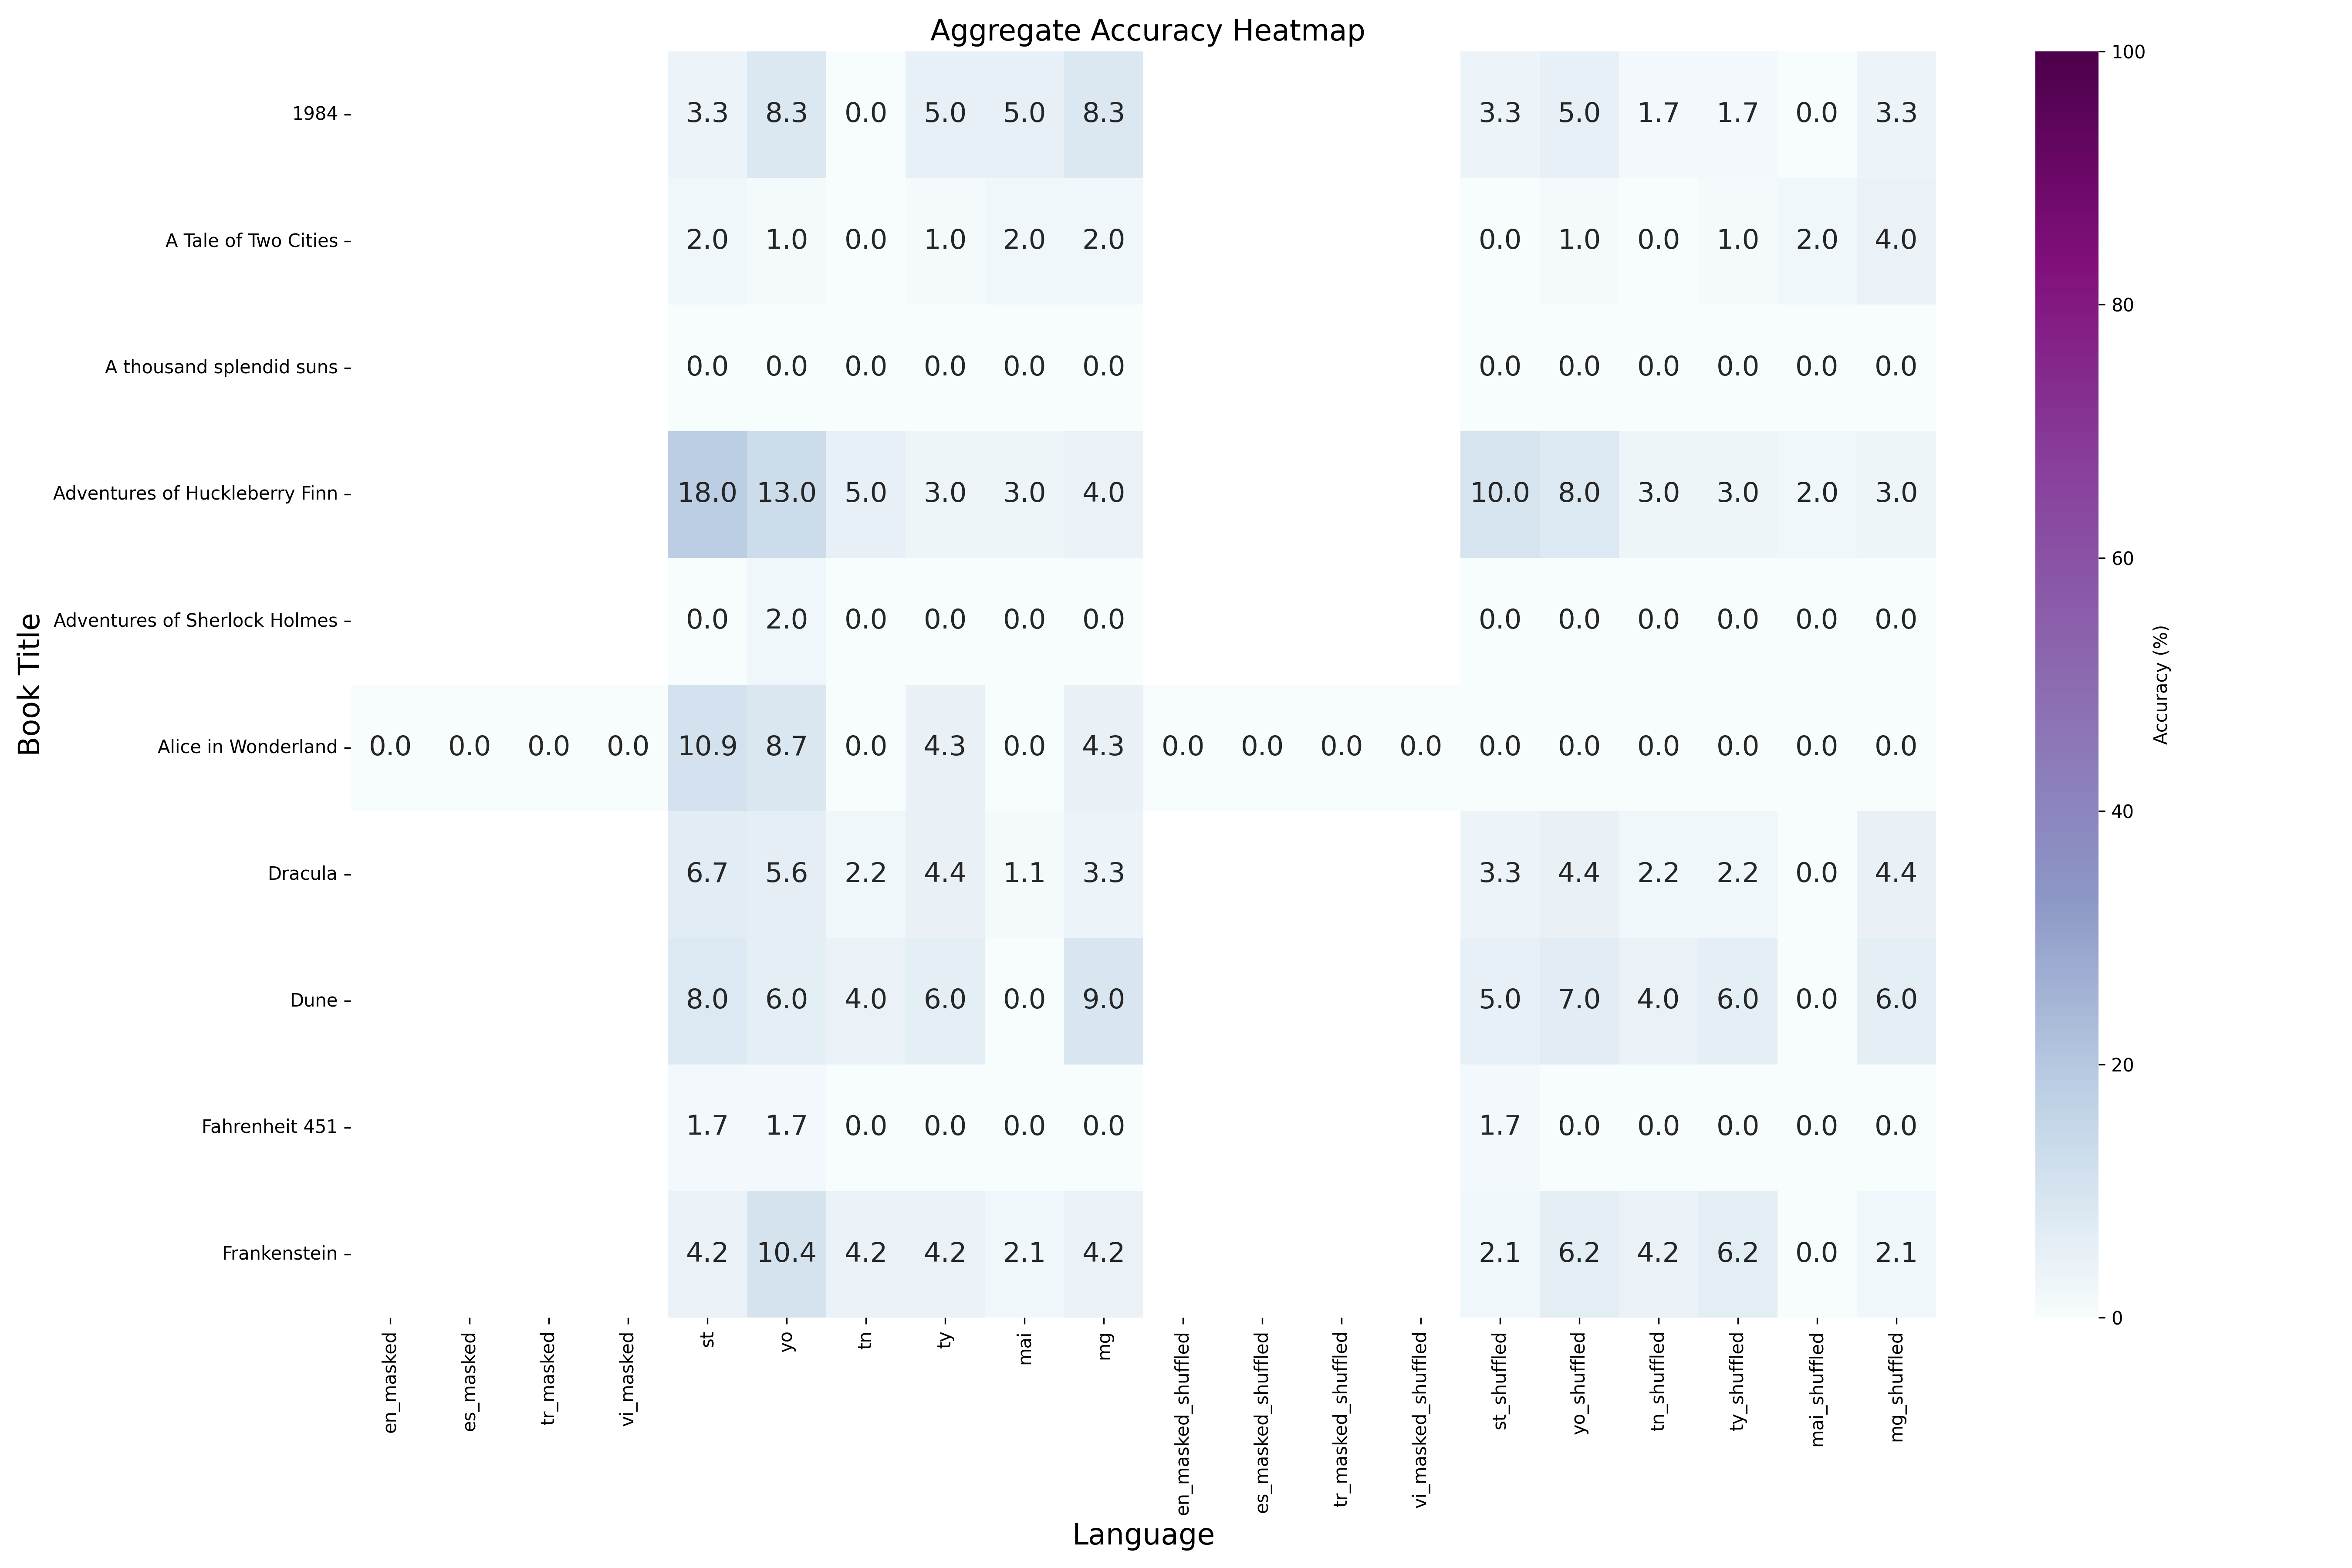 Aggregate Accuracy Heatmap
1984 3.3 8.3 0.0 5.0 5.0 8.3 3.3 5.0 1.7 1.7 0.0 3.3
A Tale of Two Cities 2.0 1.0 0.0 1.0 2.0 2.0 0.0 1.0 0.0 1.0 2.0 4.0
A thousand splendid suns 0.0 0.0 0.0 0.0 0.0 0.0 0.0 0.0 0.0 0.0 0.0 0.0
Adventures of Huckleberry Finn 18.0 13.0 5.0 3.0 3.0 4.0 10.0 8.0 3.0 3.0 2.0 3.0
Adventures of Sherlock Holmes 0.0 2.0 0.0 0.0 0.0 0.0 0.0 0.0 0.0 0.0 0.0 0.0
Alice in Wonderland 0.0 0.0 0.0 0.0 10.9 8.7 0.0 4.3 0.0 4.3 0.0 0.0 0.0 0.0 0.0 0.0 0.0 0.0 0.0 0.0
Dracula 6.7 5.6 2.2 4.4 1.1 3.3 3.3 4.4 2.2 2.2 0.0 4.4
Dune 8.0 6.0 4.0 6.0 0.0 9.0 5.0 7.0 4.0 6.0 0.0 6.0
Fahrenheit 451 1.7 1.7 0.0 0.0 0.0 0.0 1.7 0.0 0.0 0.0 0.0 0.0
Frankenstein 4.2 10.4 4.2 4.2 2.1 4.2 2.1 6.2 4.2 6.2 0.0 2.1
Book Title
en_masked
es_masked
tr_masked
vi_masked
st
yo
tn
ty
mai
mg
en_masked_shuffled
es_masked_shuffled
tr_masked_shuffled
vi_masked_shuffled
st_shuffled
yo_shuffled
tn_shuffled
ty_shuffled
mai_shuffled
mg_shuffled
Language
100
80
60
40
20
0
Accuracy (%)